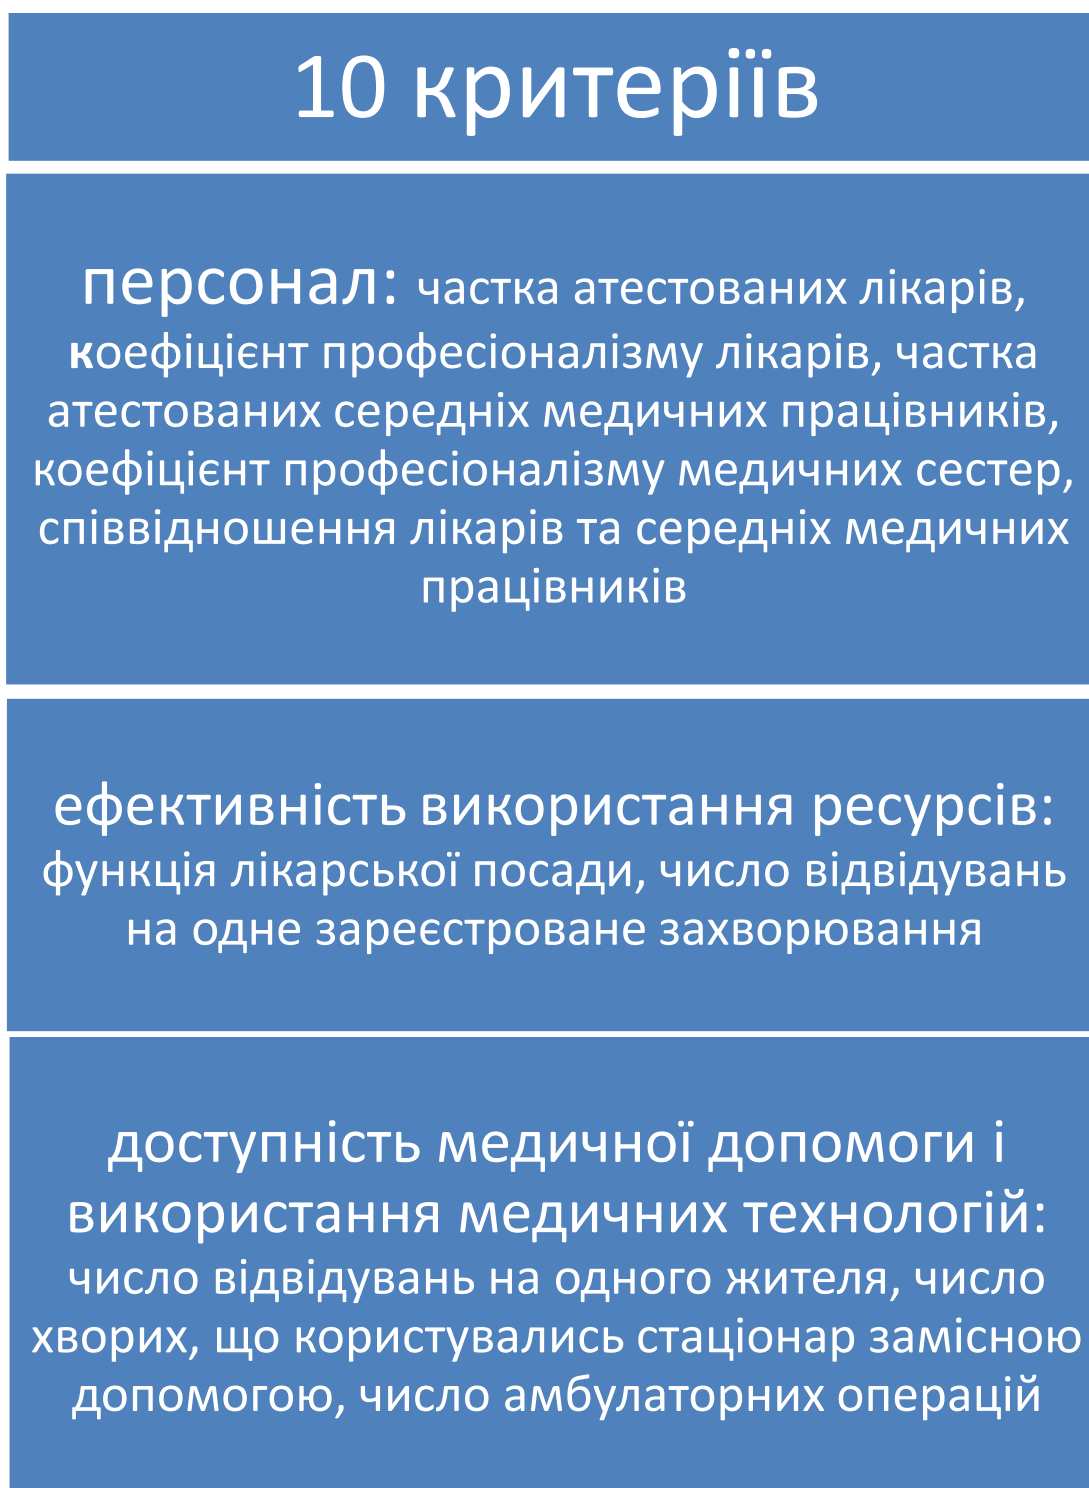 10 критеріїв
персонал: частка атестованих лікарів,
коефіцієнт професіоналізму лікарів, частка
атестованих середніх медичних працівників,
коефіцієнт професіоналізму медичних сестер,
співвідношення лікарів та середніх медичних
працівників
ефективність використання ресурсів:
функція лікарської посади, число відвідувань
на одне зареєстроване захворювання
доступність медичної допомоги і
використання медичних технологій:
число відвідувань на одного жителя, число
хворих, що користувались стаціонар замісною
допомогою, число амбулаторних операцій